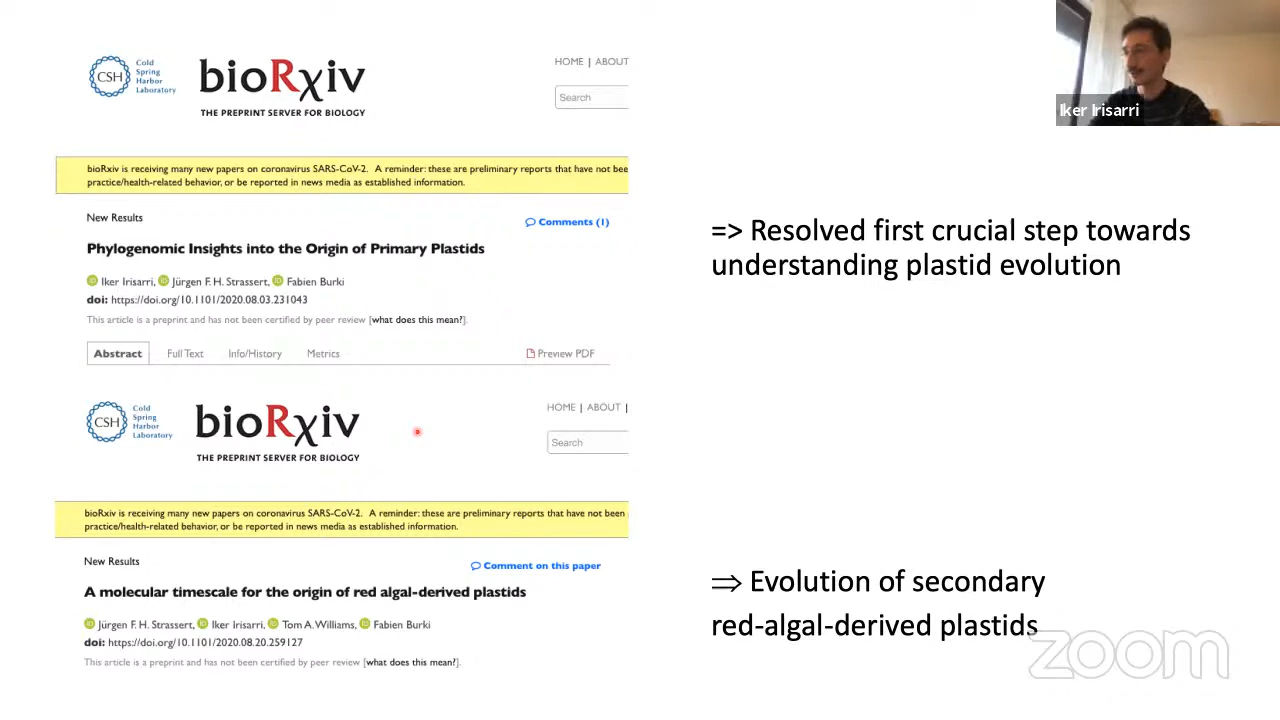 CSH
Cold
Spring
Harbor
Laboratory
bioRχiv
THE PREPRINT SERVER FOR BIOLOGY
HOME | ABOUT
Search
Iker Irisarri
bioRxiv is receiving many new papers on coronavirus SARS-CoV-2. A reminder: these are preliminary reports that have not bee
practice/health-related behavior, or be reported in news media as established information.
New Results
Comments (1)
Phylogenomic Insights into the Origin of Primary Plastids
iD Iker Irisarri, iD Jürgen F. H. Strassert, iD Fabien Burki
doi: https://doi.org/10.1101/2020.08.03.231043
This article is a preprint and has not been certified by peer review [what does this mean?].
Abstract Full Text Info/History Metrics Preview PDF
=> Resolved first crucial step towards
understanding plastid evolution
CSH
Cold
Spring
Harbor
Laboratory
bioRχiv
THE PREPRINT SERVER FOR BIOLOGY
HOME | ABOUT |
Search
bioRxiv is receiving many new papers on coronavirus SARS-CoV-2. A reminder: these are preliminary reports that have not been
practice/health-related behavior, or be reported in news media as established information.
New Results
Comment on this paper
A molecular timescale for the origin of red algal-derived plastids
iD Jürgen F. H. Strassert, iD Iker Irisarri, iD Tom A. Williams, iD Fabien Burki
doi: https://doi.org/10.1101/2020.08.20.259127
This article is a preprint and has not been certified by peer review [what does this mean?].
⇒ Evolution of secondary
red-algal-derived plastids
zoom